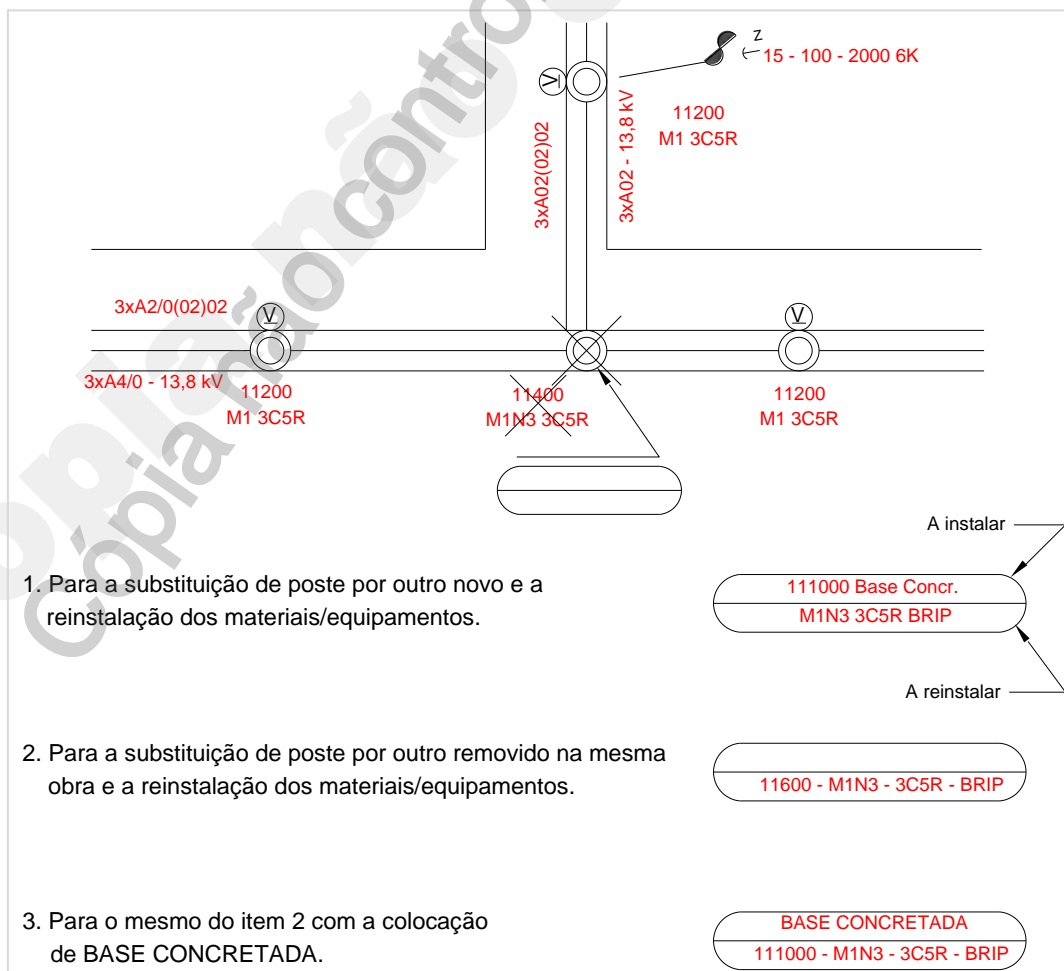 Cópia não contro
Z
15 - 100 - 2000 6K
V
3xA02(02)02
3xA02 - 13,8 kV
11200
M1 3C5R
3xA2/0(02)02
V
V
3xA4/0 - 13,8 kV
11200
M1 3C5R
11400
M1N3 3C5R
11200
M1 3C5R
A instalar
1. Para a substituição de poste por outro novo e a
reinstalação dos materiais/equipamentos.
111000 Base Concr.
M1N3 3C5R BRIP
A reinstalar
2. Para a substituição de poste por outro removido na mesma
obra e a reinstalação dos materiais/equipamentos.
11600 - M1N3 - 3C5R - BRIP
3. Para o mesmo do item 2 com a colocação
de BASE CONCRETADA.
BASE CONCRETADA
111000 - M1N3 - 3C5R - BRIP